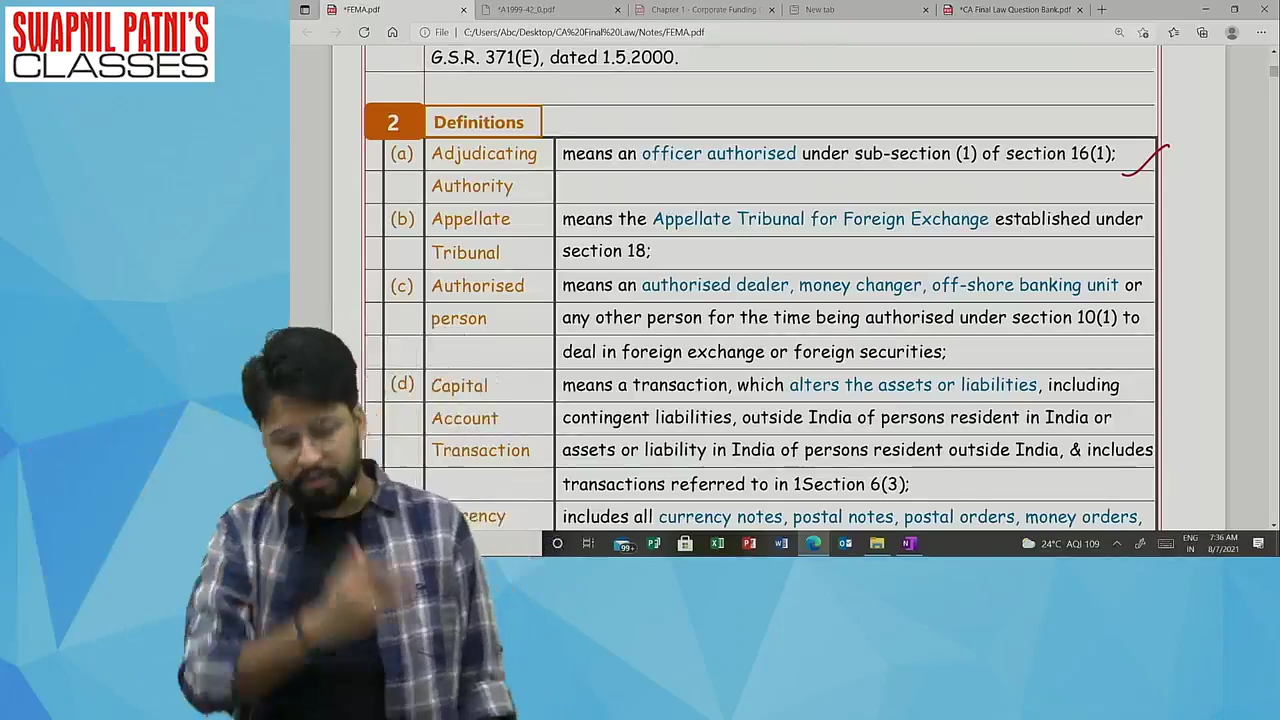 SWAPNIL PATNI'S
CLASSES
*FEMA.pdf
*A1999-42_0.pdf
Chapter 1 - Corporate Funding
New tab
*CA Final Law Question Bank.pdf
File
C:/Users/Abc/Desktop/CA%20Final%20Law/Notes/FEMA.pdf
G.S.R. 371(E), dated 1.5.2000.
2 Definitions
(a) Adjudicating means an officer authorised under sub-section (1) of section 16(1);
Authority
(b) Appellate means the Appellate Tribunal for Foreign Exchange established under
Tribunal section 18;
(c) Authorised means an authorised dealer, money changer, off-shore banking unit or
person any other person for the time being authorised under section 10(1) to
deal in foreign exchange or foreign securities;
(d) Capital means a transaction, which alters the assets or liabilities, including
Account contingent liabilities, outside India of persons resident in India or
Transaction assets or liability in India of persons resident outside India, & includes
transactions referred to in 1Section 6(3);
rency includes all currency notes, postal notes, postal orders, money orders,
99+
24°C AQI 109
ENG
IN
7:36 AM
8/7/2021